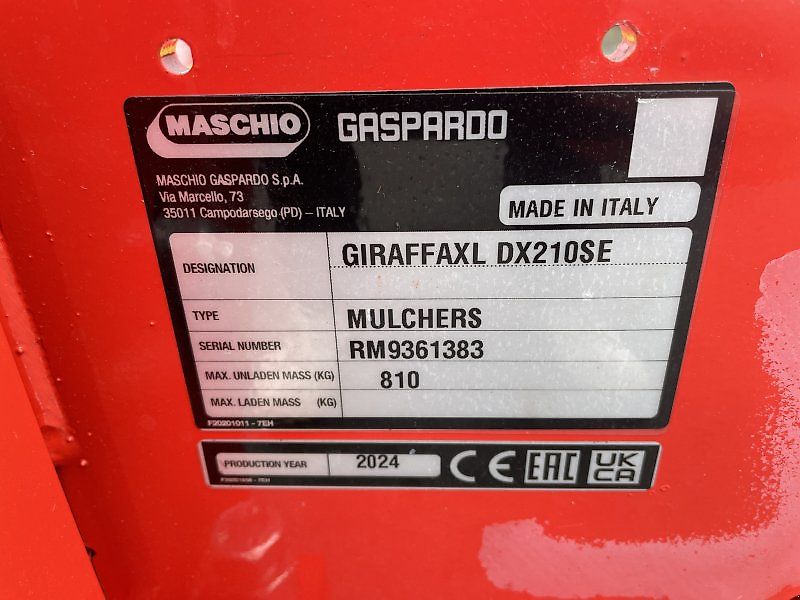 MASCHIO GASPARDO
MASCHIO GASPARDO S.p.A.
Via Marcello, 73
35011 Campodarsego (PD) – ITALY
MADE IN ITALY
DESIGNATION GIRAFFAXL DX210SE
TYPE MULCHERS
SERIAL NUMBER RM9361383
MAX. UNLADEN MASS (KG) 810
MAX. LADEN MASS (KG)
F20201011 - 7EH
PRODUCTION YEAR 2024 CE EAC UK CA